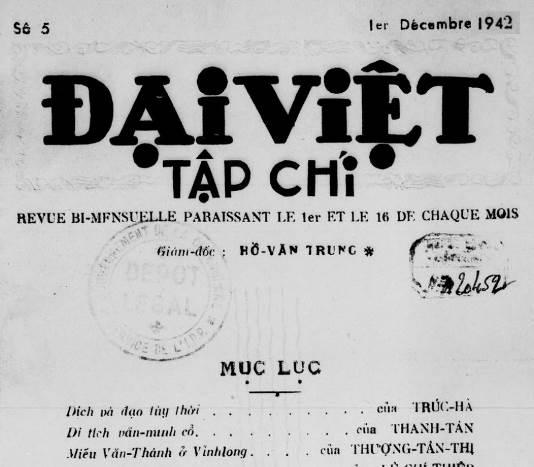 Số 5
1er Décembre 1942
ĐẠI VIỆT
TẬP CHÍ
REVUE BI-MENSUELLE PARAISSANT LE 1er ET LE 16 DE CHAQUE MOIS
Giám-đốc : HỒ-VĂN TRUNG *
DEPOT
LEGAL
MỤC LỤC
Dịch và đạo tùy thời . . . . . . . . . . . . của TRÚC-HÀ
Di tích văn-minh cổ. . . . . . . . . . . . của THANH-TÂN
Miếu Văn-Thánh ở Vĩnhlong . . . . . của THƯỢNG-TÂN-THỊ